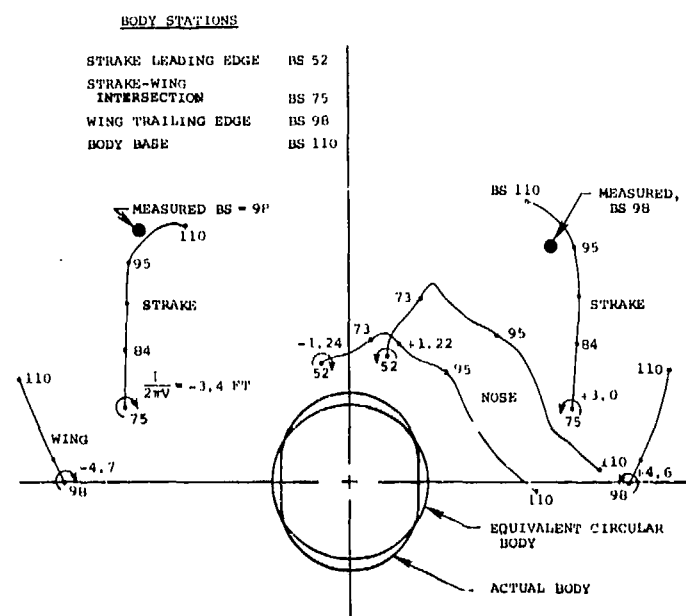 BODY STATIONS
STRAKE LEADING EDGE BS 52
STRAKE-WING
INTERSECTION BS 75
WING TRAILING EDGE BS 98
BODY BASE BS 110
MEASURED BS = 98
110
95
STRAKE
84
I/2πV = -3.4 FT
75
110
WING
-4.7
98
BS 110
MEASURED,
BS 98
95
STRAKE
84
+3.0
75
110
+4.6
98
73
-1.24
73
+1.22
52
52
95
95
NOSE
110
110
EQUIVALENT CIRCULAR
BODY
ACTUAL BODY